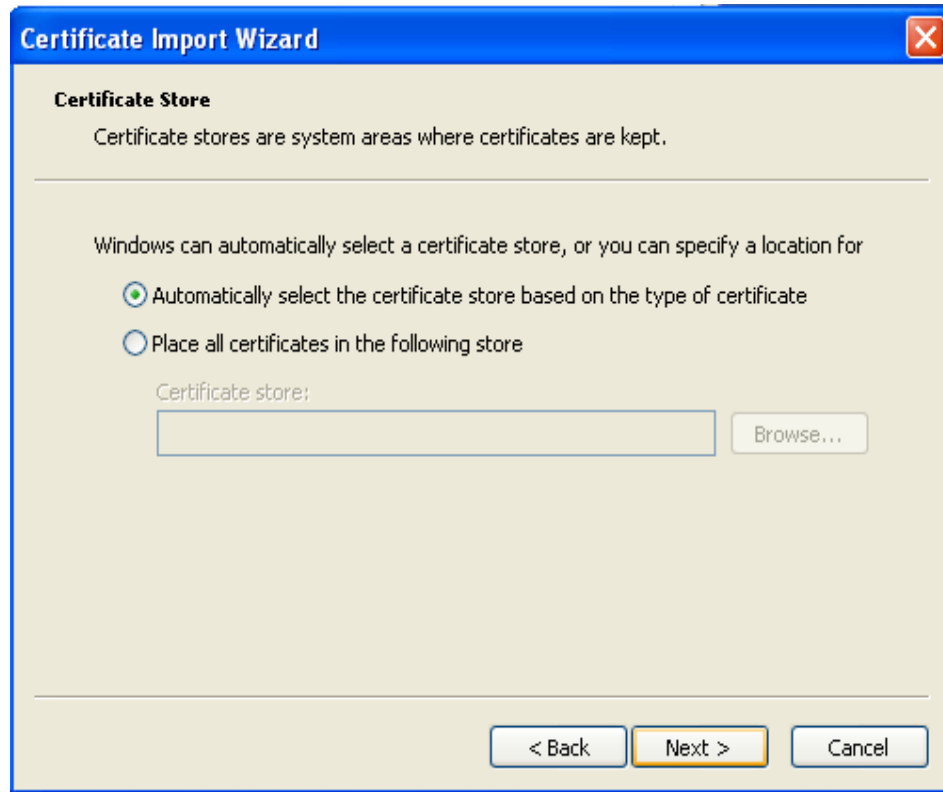 Certificate Import Wizard
Certificate Store
Certificate stores are system areas where certificates are kept.
Windows can automatically select a certificate store, or you can specify a location for
Automatically select the certificate store based on the type of certificate
Place all certificates in the following store
Certificate store:
Browse...
< Back
Next >
Cancel